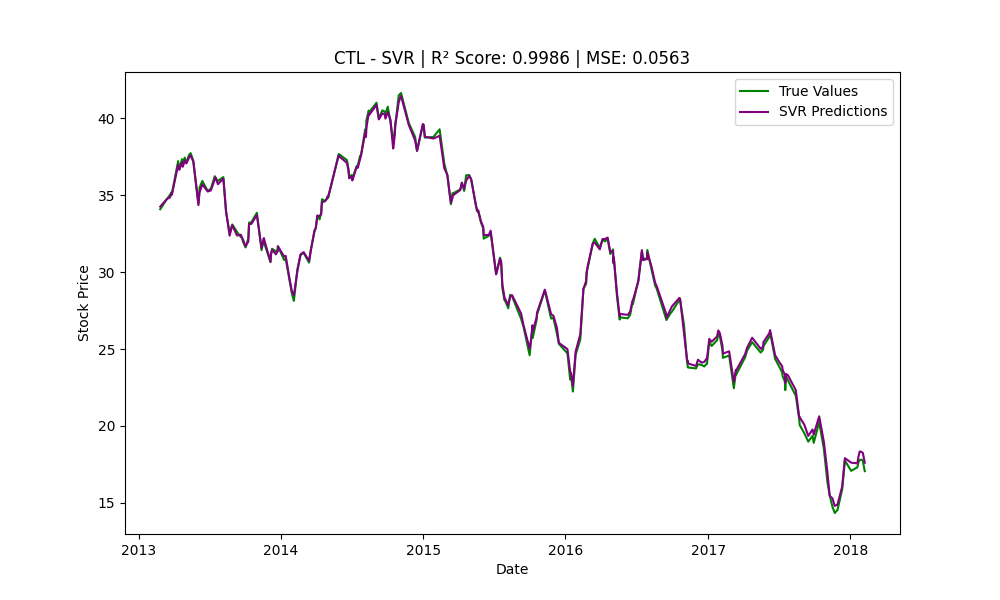 CTL - SVR | R² Score: 0.9986 | MSE: 0.0563
True Values
SVR Predictions
Stock Price
40
35
30
25
20
15
2013 2014 2015 2016 2017 2018
Date